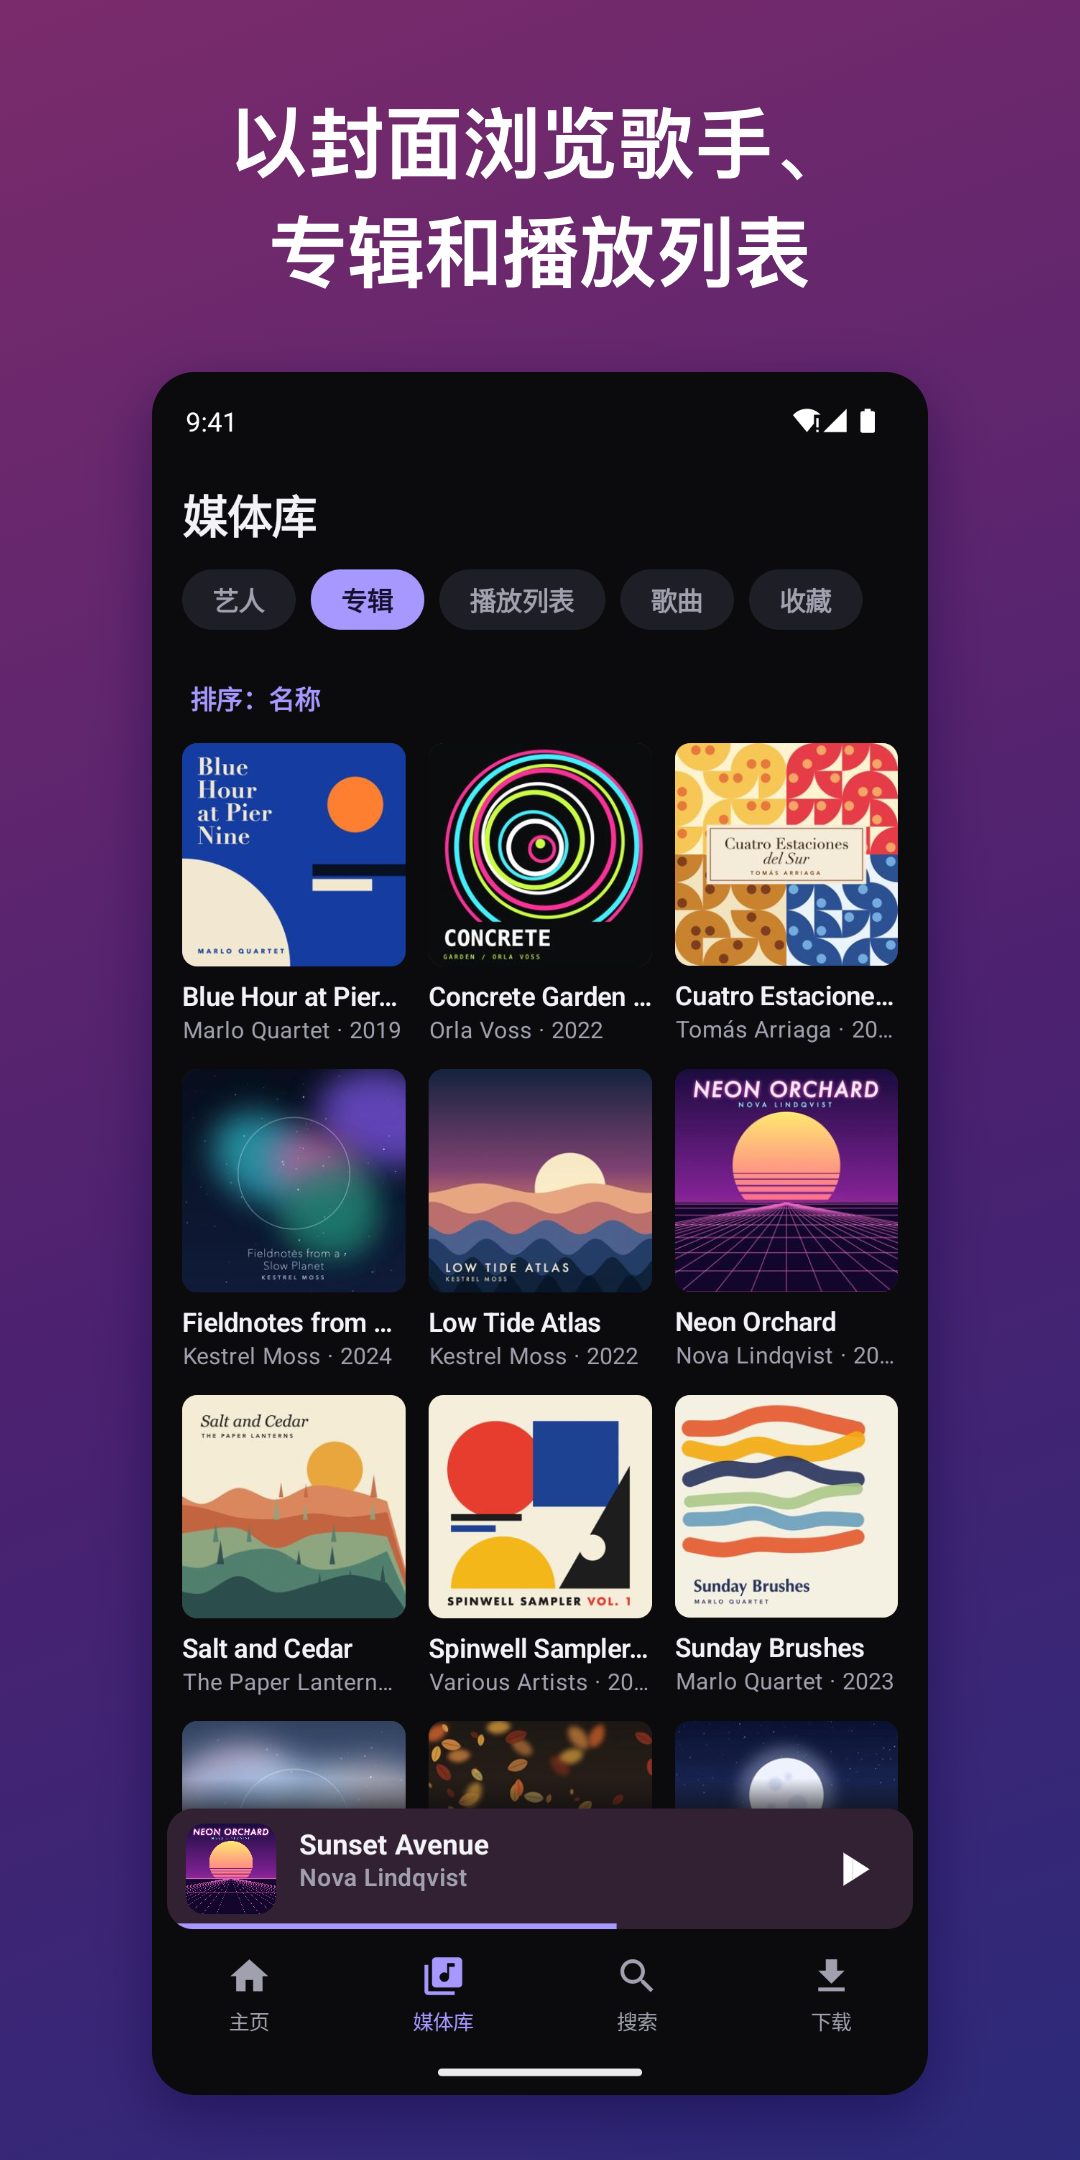 以封面浏览歌手、
专辑和播放列表
9:41
媒体库
艺人 专辑 播放列表 歌曲 收藏
排序：名称
Blue
Hour
at Pier
Nine
MARLO QUARTET
CONCRETE
GARDEN / ORLA VOSS
Cuatro Estaciones
del Sur
TOMÁS ARRIAGA
Blue Hour at Pier...
Marlo Quartet · 2019
Concrete Garden ...
Orla Voss · 2022
Cuatro Estacione...
Tomás Arriaga · 20...
Fieldnotes from a
Slow Planet
KESTREL MOSS
LOW TIDE ATLAS
KESTREL MOSS
NEON ORCHARD
NOVA LINDQVIST
Fieldnotes from ...
Kestrel Moss · 2024
Low Tide Atlas
Kestrel Moss · 2022
Neon Orchard
Nova Lindqvist · 20...
Salt and Cedar
THE PAPER LANTERNS
SPINWELL SAMPLER VOL. 1
Sunday Brushes
MARLO QUARTET
Salt and Cedar
The Paper Lantern...
Spinwell Sampler...
Various Artists · 20...
Sunday Brushes
Marlo Quartet · 2023
NEON ORCHARD
Sunset Avenue
Nova Lindqvist
主页 媒体库 搜索 下载